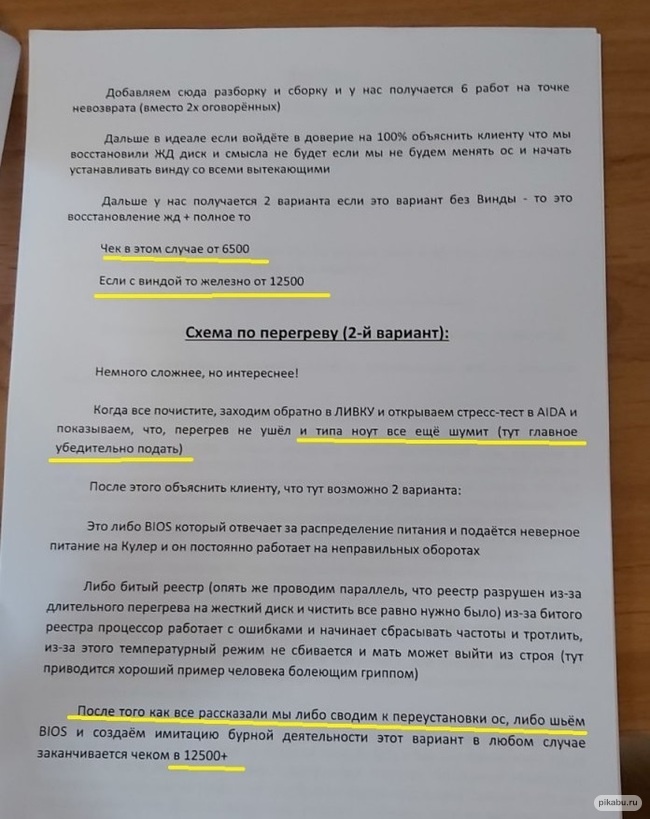 Добавляем сюда разборку и сборку и у нас получается 6 работ на точке
невозврата (вместо 2х оговорённых)
Дальше в идеале если войдёте в доверие на 100% объяснить клиенту что мы
восстановили ЖД диск и смысла не будет если мы не будем менять ос и начать
устанавливать винду со всеми вытекающими
Дальше у нас получается 2 варианта если это вариант без Винды - то это
восстановление жд + полное то
Чек в этом случае от 6500
Если с виндой то железно от 12500
Схема по перегреву (2-й вариант):
Немного сложнее, но интереснее!
Когда все почистите, заходим обратно в ЛИВКУ и открываем стресс-тест в AIDA и
показываем, что, перегрев не ушёл и типа ноут все ещё шумит (тут главное
убедительно подать)
После этого объяснить клиенту, что тут возможно 2 варианта:
Это либо BIOS который отвечает за распределение питания и подаётся неверное
питание на Кулер и он постоянно работает на неправильных оборотах
Либо битый реестр (опять же проводим параллель, что реестр разрушен из-за
длительного перегрева на жесткий диск и чистить все равно нужно было) из-за битого
реестра процессор работает с ошибками и начинает сбрасывать частоты и тротлить,
из-за этого температурный режим не сбивается и мать может выйти из строя (тут
приводится хороший пример человека болеющим гриппом)
После того как все рассказали мы либо сводим к переустановки ос, либо шьём
BIOS и создаём имитацию бурной деятельности этот вариант в любом случае
заканчивается чеком в 12500+
pikabu.ru